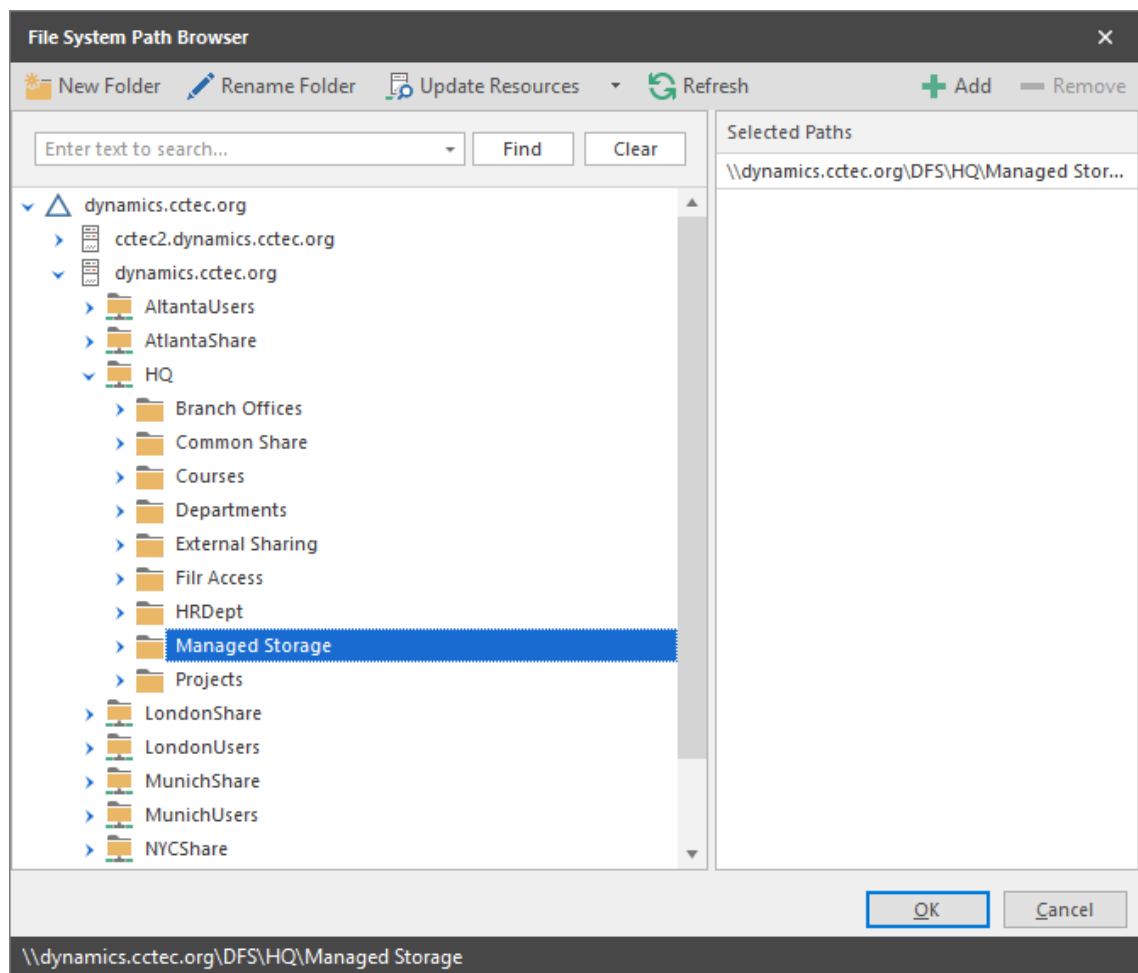 File System Path Browser
New Folder Rename Folder Update Resources Refresh Add Remove
Enter text to search... Find Clear
Selected Paths
\\dynamics.cctec.org\DFS\HQ\Managed Stor...
dynamics.cctec.org
cctec2.dynamics.cctec.org
dynamics.cctec.org
AltantaUsers
AtlantaShare
HQ
Branch Offices
Common Share
Courses
Departments
External Sharing
Filr Access
HRDept
Managed Storage
Projects
LondonShare
LondonUsers
MunichShare
MunichUsers
NYCShare
OK Cancel
\\dynamics.cctec.org\DFS\HQ\Managed Storage